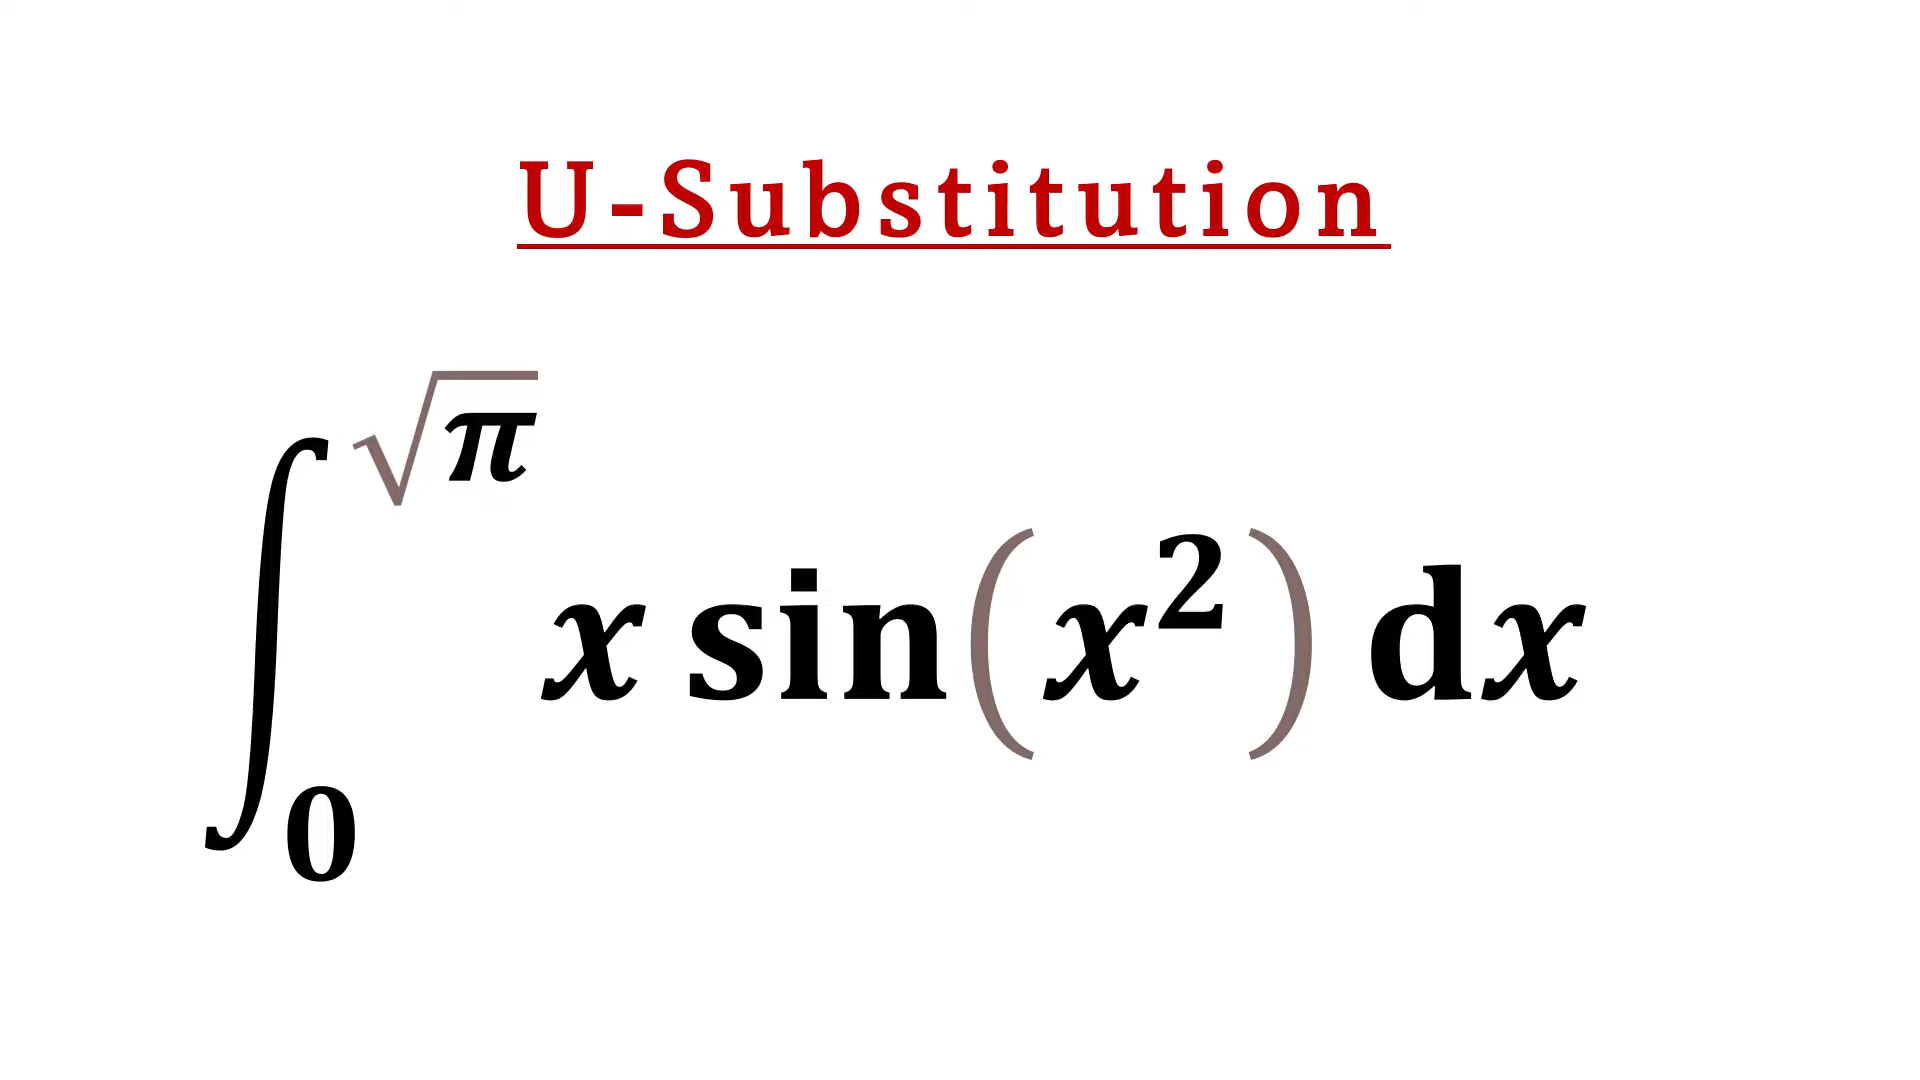 U-Substitution
∫₀^√π x sin(x²) dx